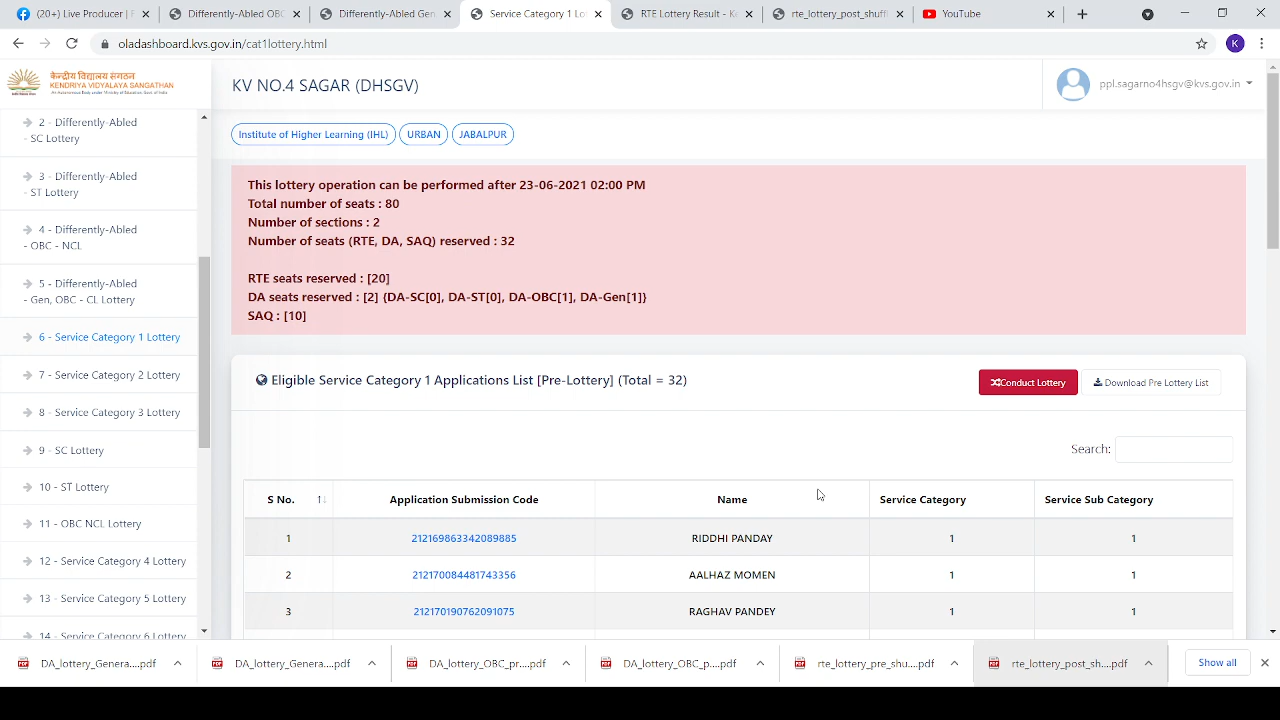 (20+) Live Producer | F
Differently-Abled OBC
Differently-Abled Gen
Service Category 1 Lo
RTE Lottery Result - Ke
rte_lottery_post_shuffl
YouTube
oladashboard.kvs.gov.in/cat1lottery.html
K
केन्द्रीय विद्यालय संगठन
KENDRIYA VIDYALAYA SANGATHAN
KV NO.4 SAGAR (DHSGV)
ppl.sagarno4hsgv@kvs.gov.in
2 - Differently-Abled
- SC Lottery
3 - Differently-Abled
- ST Lottery
4 - Differently-Abled
- OBC - NCL
5 - Differently-Abled
- Gen, OBC - CL Lottery
6 - Service Category 1 Lottery
7 - Service Category 2 Lottery
8 - Service Category 3 Lottery
9 - SC Lottery
10 - ST Lottery
11 - OBC NCL Lottery
12 - Service Category 4 Lottery
13 - Service Category 5 Lottery
14 - Service Category 6 Lottery
Institute of Higher Learning (IHL)
URBAN
JABALPUR
This lottery operation can be performed after 23-06-2021 02:00 PM
Total number of seats : 80
Number of sections : 2
Number of seats (RTE, DA, SAQ) reserved : 32
RTE seats reserved : [20]
DA seats reserved : [2] {DA-SC[0], DA-ST[0], DA-OBC[1], DA-Gen[1]}
SAQ : [10]
Eligible Service Category 1 Applications List [Pre-Lottery] (Total = 32)
Conduct Lottery
Download Pre Lottery List
Search:
S No. Application Submission Code Name Service Category Service Sub Category
1 212169863342089885 RIDDHI PANDAY 1 1
2 212170084481743356 AALHAZ MOMEN 1 1
3 212170190762091075 RAGHAV PANDEY 1 1
DA_lottery_Genera....pdf
DA_lottery_Genera....pdf
DA_lottery_OBC_pr....pdf
DA_lottery_OBC_p....pdf
rte_lottery_pre_shu....pdf
rte_lottery_post_sh....pdf
Show all